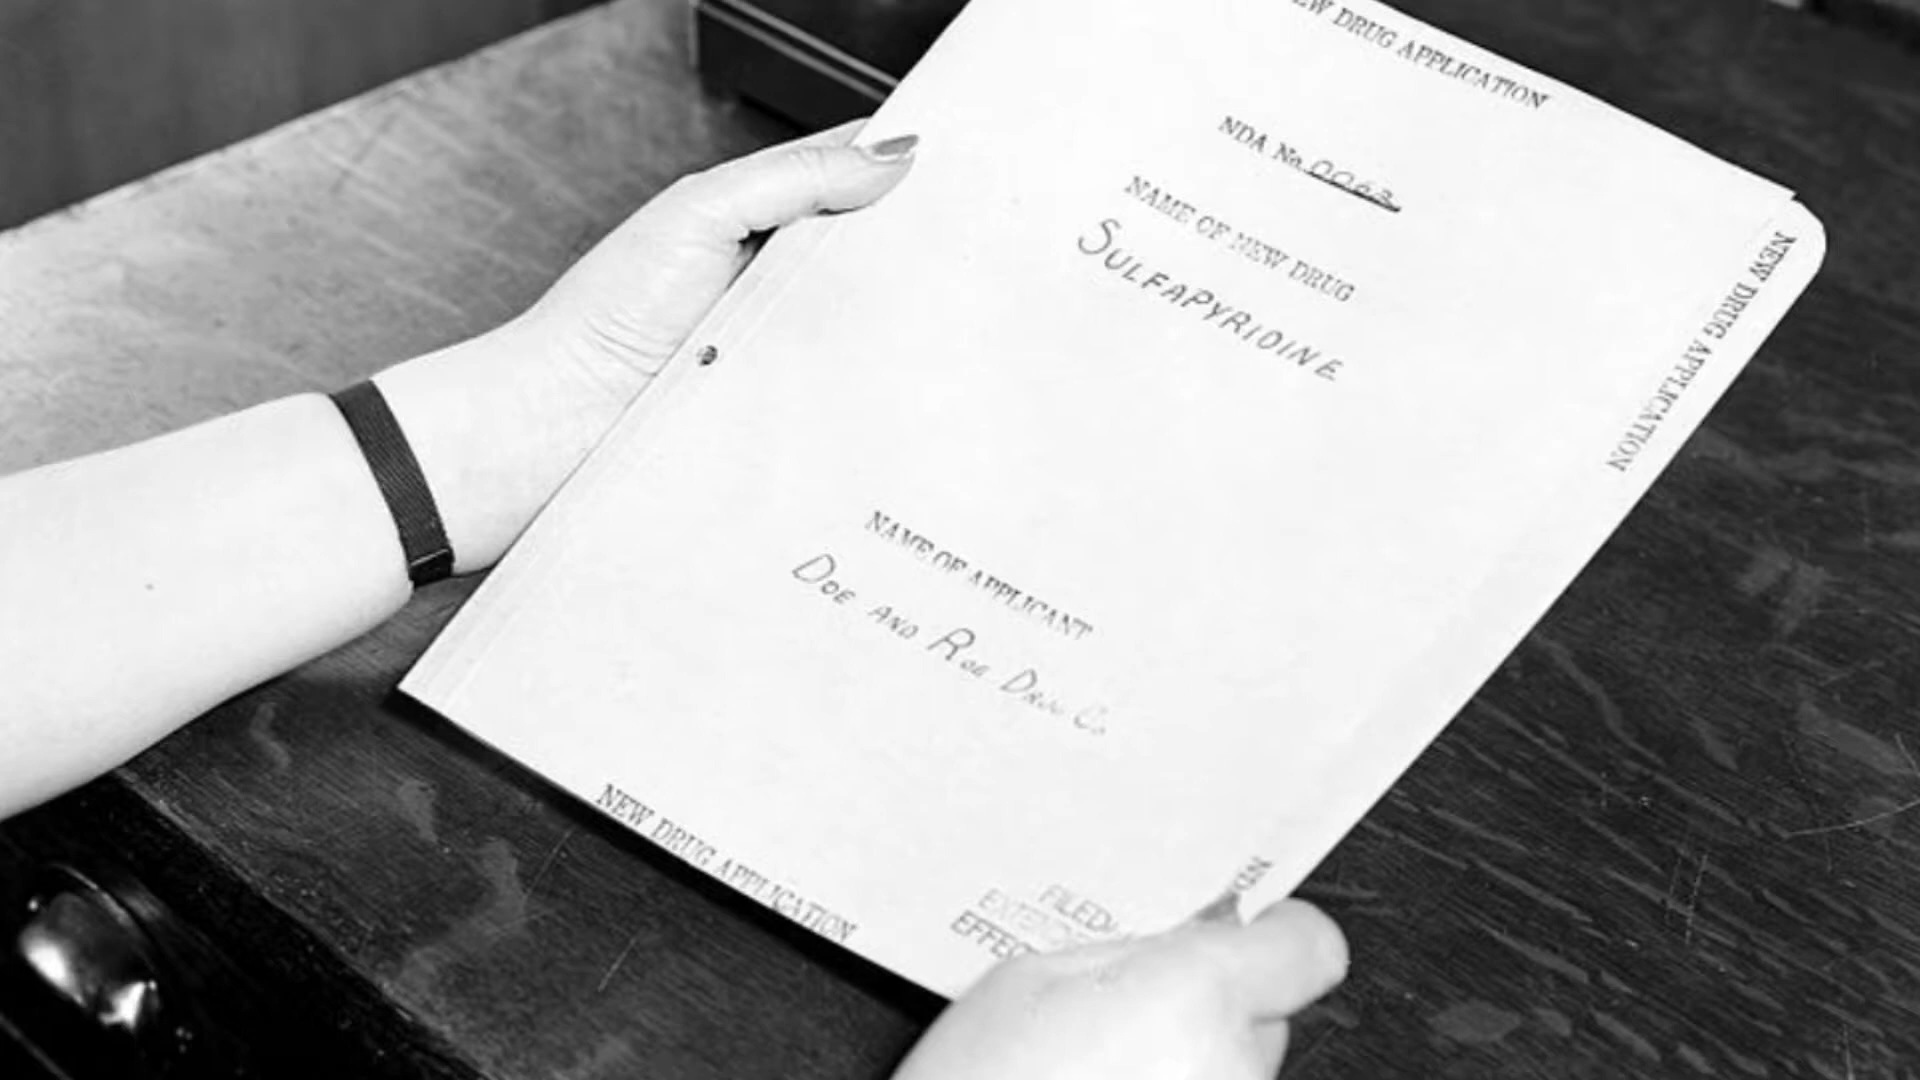 NEW DRUG APPLICATION
NDA No. 0063
NAME OF NEW DRUG
SULFAPYRIDINE
NEW DRUG APPLICATION
NAME OF APPLICANT
DOE AND ROE DRUG Co.
NEW DRUG APPLICATION
FILED